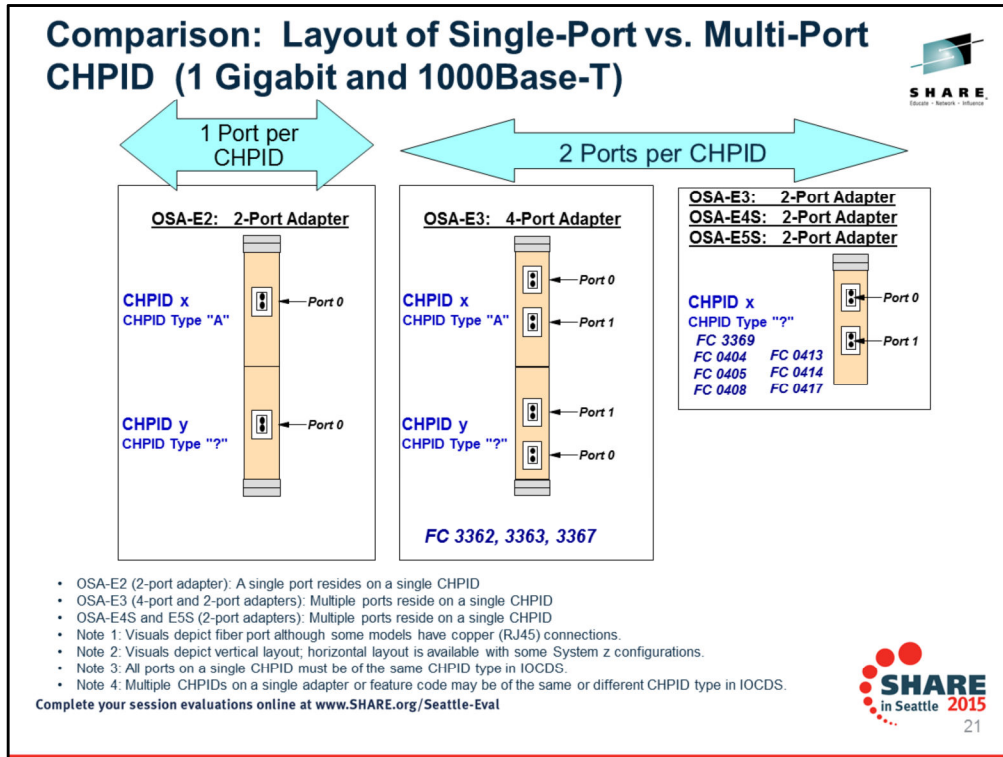 Comparison: Layout of Single-Port vs. Multi-Port
CHPID (1 Gigabit and 1000Base-T)
SHARE
Educate · Network · Influence
1 Port per
CHPID
2 Ports per CHPID
OSA-E2: 2-Port Adapter
CHPID x
CHPID Type "A"
Port 0
CHPID y
CHPID Type "?"
Port 0
OSA-E3: 4-Port Adapter
CHPID x
CHPID Type "A"
Port 0
Port 1
CHPID y
CHPID Type "?"
Port 1
Port 0
FC 3362, 3363, 3367
OSA-E3: 2-Port Adapter
OSA-E4S: 2-Port Adapter
OSA-E5S: 2-Port Adapter
CHPID x
CHPID Type "?"
FC 3369
FC 0404 FC 0413
FC 0405 FC 0414
FC 0408 FC 0417
Port 0
Port 1
• OSA-E2 (2-port adapter): A single port resides on a single CHPID
• OSA-E3 (4-port and 2-port adapters): Multiple ports reside on a single CHPID
• OSA-E4S and E5S (2-port adapters): Multiple ports reside on a single CHPID
• Note 1: Visuals depict fiber port although some models have copper (RJ45) connections.
• Note 2: Visuals depict vertical layout; horizontal layout is available with some System z configurations.
• Note 3: All ports on a single CHPID must be of the same CHPID type in IOCDS.
• Note 4: Multiple CHPIDs on a single adapter or feature code may be of the same or different CHPID type in IOCDS.
Complete your session evaluations online at www.SHARE.org/Seattle-Eval
SHARE
in Seattle 2015
21